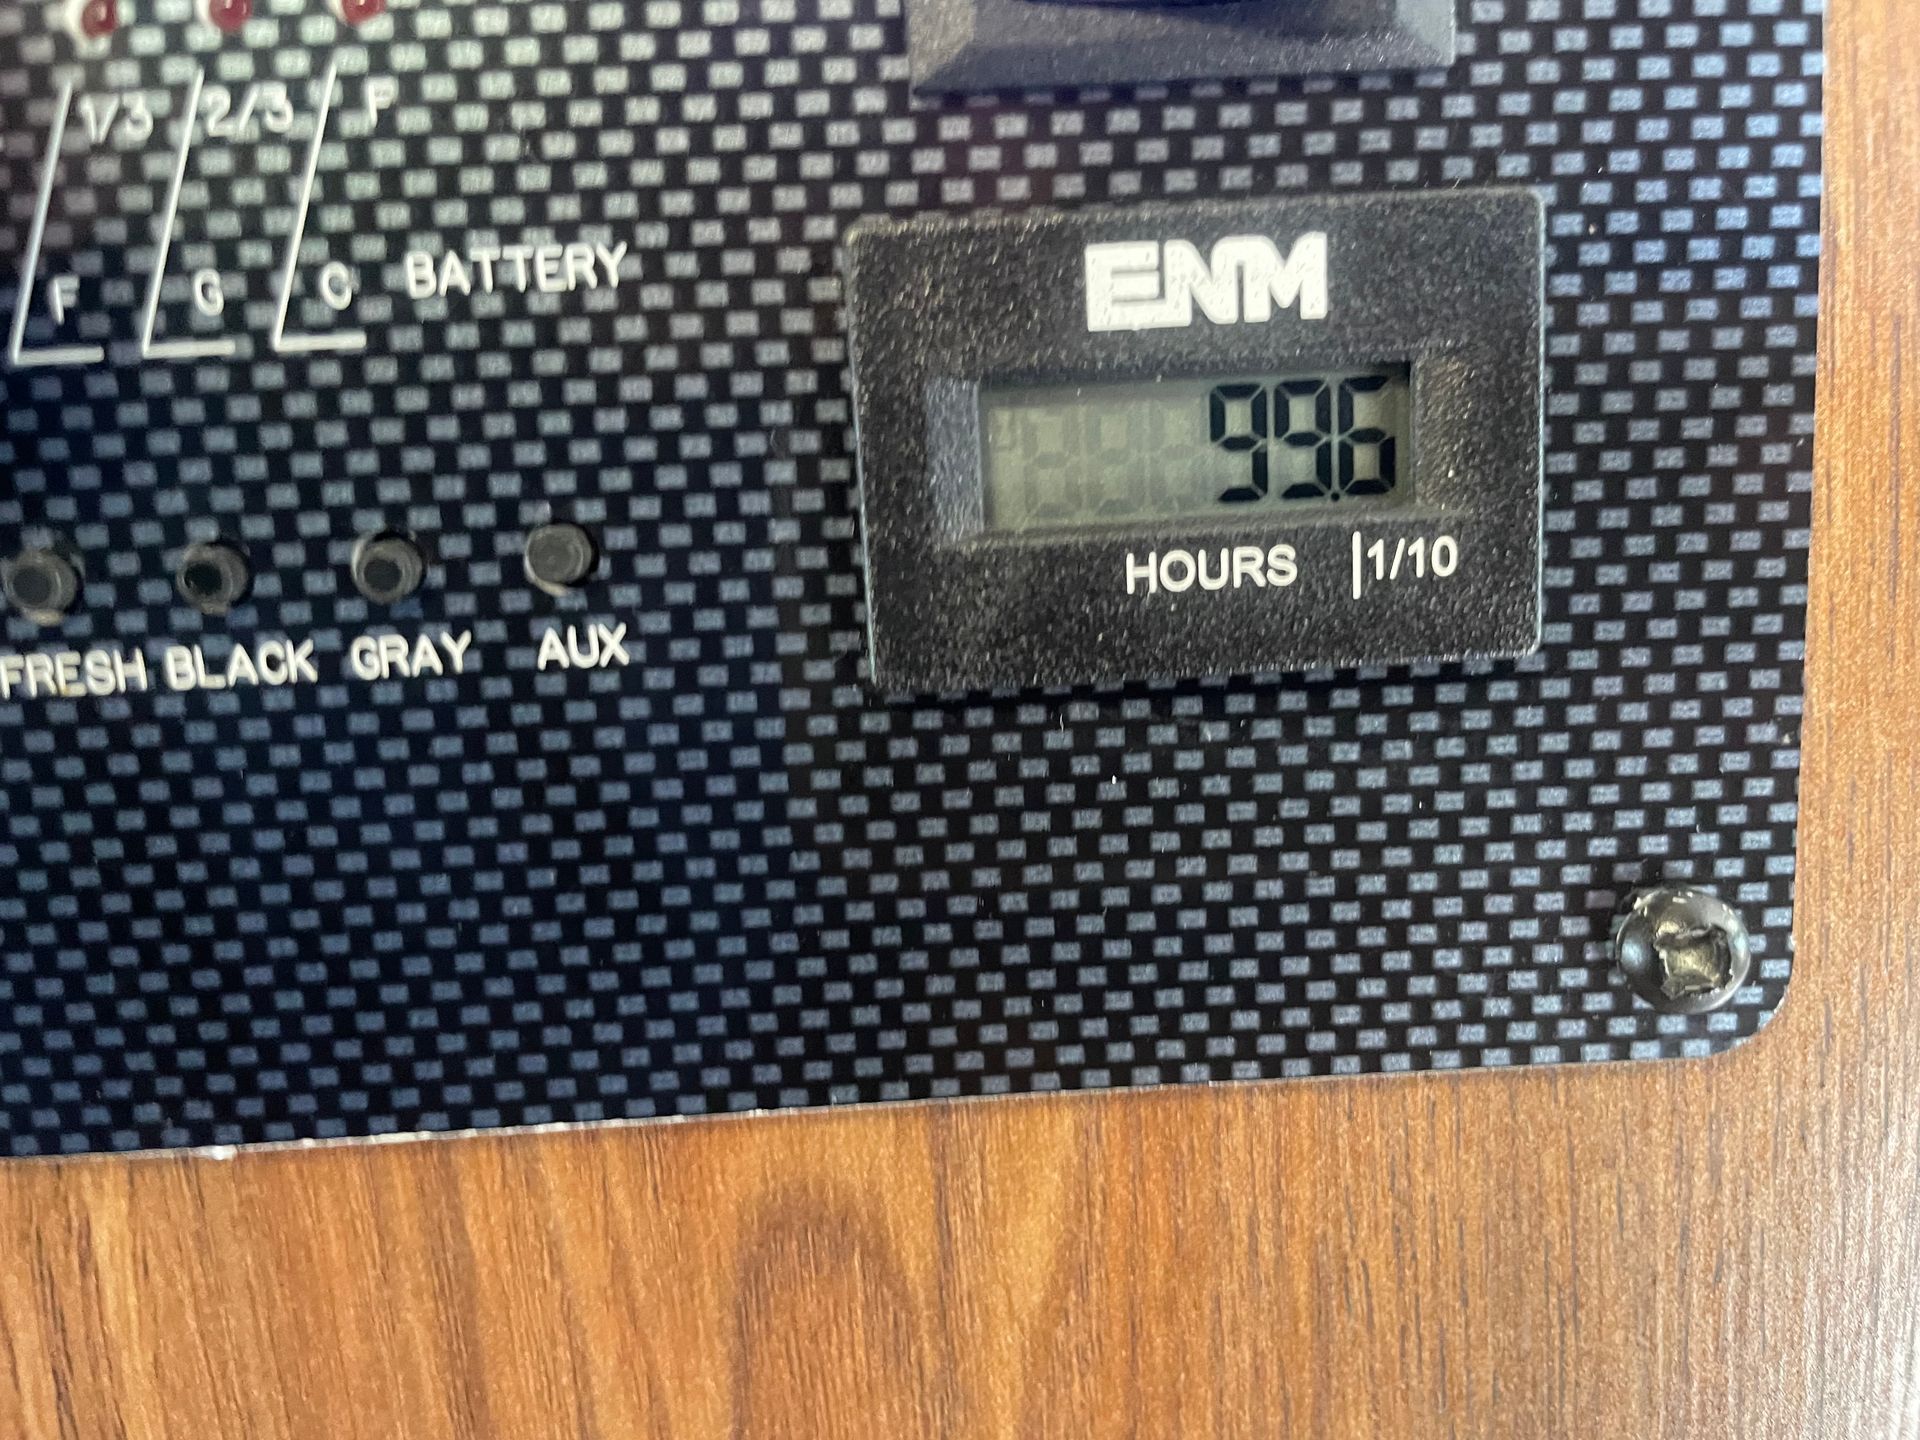 1/3 2/3 F
F G C BATTERY
ENM
99.6
HOURS |1/10
FRESH BLACK GRAY AUX